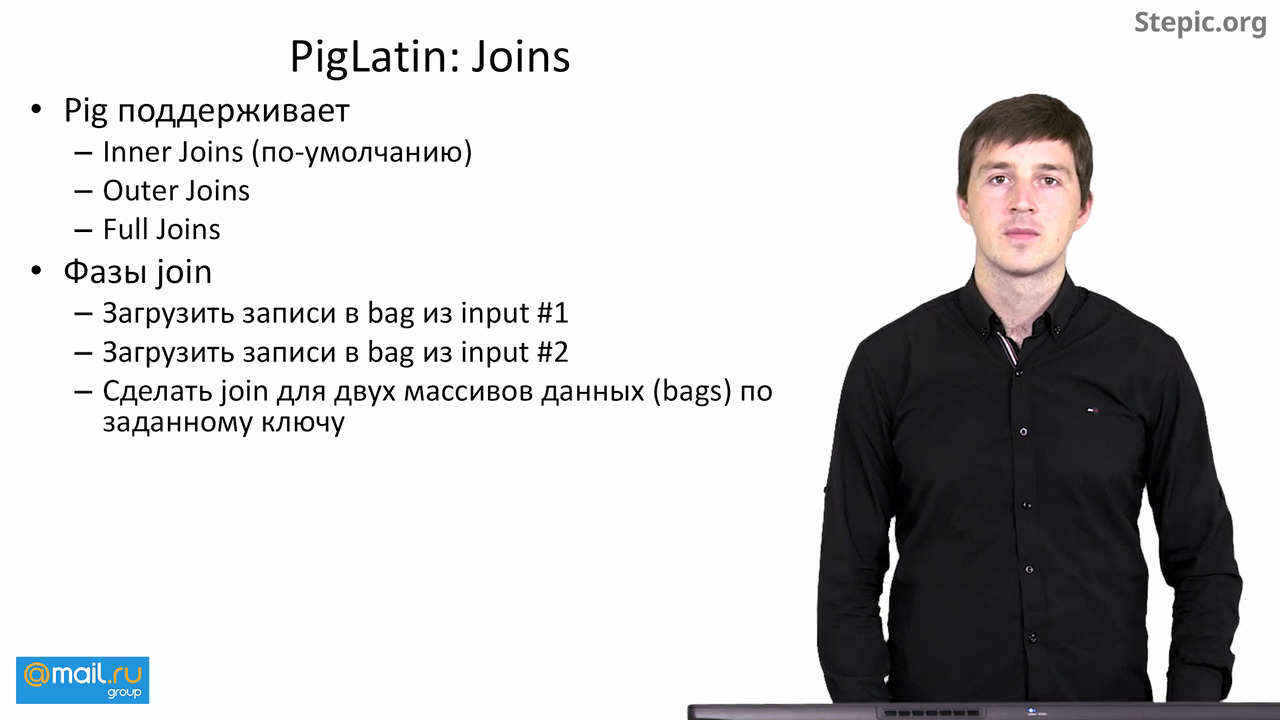 Stepic.org
PigLatin: Joins
• Pig поддерживает
– Inner Joins (по-умолчанию)
– Outer Joins
– Full Joins
• Фазы join
– Загрузить записи в bag из input #1
– Загрузить записи в bag из input #2
– Сделать join для двух массивов данных (bags) по
заданному ключу
@mail.ru
group